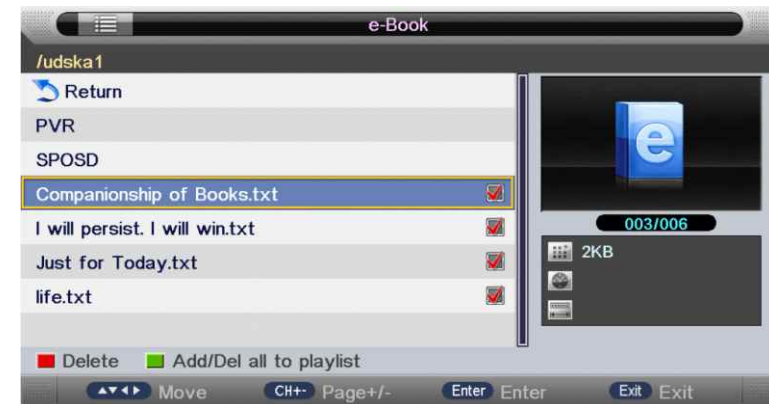 e-Book
/udska1
Return
PVR
SPOSD
Companionship of Books.txt
I will persist. I will win.txt
Just for Today.txt
life.txt
003/006
2KB
Delete Add/Del all to playlist
Move CH+- Page+/- Enter Enter Exit Exit